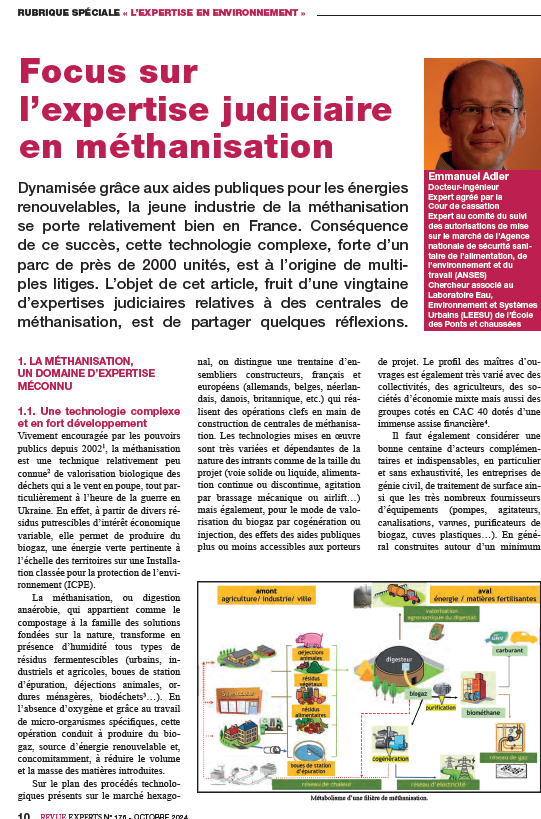 RUBRIQUE SPÉCIALE « L'EXPERTISE EN ENVIRONNEMENT »
Focus sur
l'expertise judiciaire
en méthanisation
Dynamisée grâce aux aides publiques pour les énergies
renouvelables, la jeune industrie de la méthanisation
se porte relativement bien en France. Conséquence
de ce succès, cette technologie complexe, forte d'un
parc de près de 2000 unités, est à l'origine de multi-
ples litiges. L'objet de cet article, fruit d'une vingtaine
d'expertises judiciaires relatives à des centrales de
méthanisation, est de partager quelques réflexions.
Emmanuel Adler
Docteur-ingénieur
Expert agréé par la
Cour de cassation
Expert au comité du suivi
des autorisations de mise
sur le marché de l'Agence
nationale de sécurité sani-
taire de l'alimentation, de
l'environnement et du
travail (ANSES)
Chercheur associé au
Laboratoire Eau,
Environnement et Systèmes
Urbains (LEESU) de l'École
des Ponts et chaussées
1. LA MÉTHANISATION,
UN DOMAINE D'EXPERTISE
MÉCONNU
1.1. Une technologie complexe
et en fort développement
Vivement encouragée par les pouvoirs
publics depuis 2002¹, la méthanisation
est une technique relativement peu
connue² de valorisation biologique des
déchets qui a le vent en poupe, tout par-
ticulièrement à l'heure de la guerre en
Ukraine. En effet, à partir de divers ré-
sidus putrescibles d'intérêt économique
variable, elle permet de produire du
biogaz, une énergie verte pertinente à
l'échelle des territoires sur une Installa-
tion classée pour la protection de l'envi-
ronnement (ICPE).
La méthanisation, ou digestion
anaérobie, qui appartient comme le
compostage à la famille des solutions
fondées sur la nature, transforme en
présence d'humidité tous types de
résidus fermentescibles (urbains, in-
dustriels et agricoles, boues de station
d'épuration, déjections animales, or-
dures ménagères, biodéchets³…). En
l'absence d'oxygène et grâce au travail
de micro-organismes spécifiques, cette
opération conduit à produire du bio-
gaz, source d'énergie renouvelable et,
concomitamment, à réduire le volume
et la masse des matières introduites.
Sur le plan des procédés technolo-
giques présents sur le marché hexago-
nal, on distingue une trentaine d'en-
sembliers constructeurs, français et
européens (allemands, belges, néerlan-
dais, danois, britannique, etc.) qui réa-
lisent des opérations clefs en main de
construction de centrales de méthanisa-
tion. Les technologies mises en œuvre
sont très variées et dépendantes de la
nature des intrants comme de la taille du
projet (voie solide ou liquide, alimenta-
tion continue ou discontinue, agitation
par brassage mécanique ou airlift…)
mais également, pour le mode de valo-
risation du biogaz par cogénération ou
injection, des effets des aides publiques
plus ou moins accessibles aux porteurs
de projet. Le profil des maîtres d'ou-
vrages est également très varié avec des
collectivités, des agriculteurs, des so-
ciétés d'économie mixte mais aussi des
groupes cotés en CAC 40 dotés d'une
immense assise financière⁴.
Il faut également considérer une
bonne centaine d'acteurs complémen-
taires et indispensables, en particulier
et sans exhaustivité, les entreprises de
génie civil, de traitement de surface ain-
si que les très nombreux fournisseurs
d'équipements (pompes, agitateurs,
canalisations, vannes, purificateurs de
biogaz, cuves plastiques…). En géné-
ral construites autour d'un minimum
amont
agriculture/ industrie/ ville
aval
énergie / matières fertilisantes
valorisation
agronomique du digestat
déjections
animales
digesteur
carburant
résidus
végétaux
biogaz
purification
biométhane
résidus
alimentaires
cogénération
réseau de gaz
boues de station
d'épuration
réseau de chaleur
réseau d'électricité
Métabolisme d'une filière de méthanisation.
10 REVUE EXPERTS N° 176 - OCTOBRE 2024